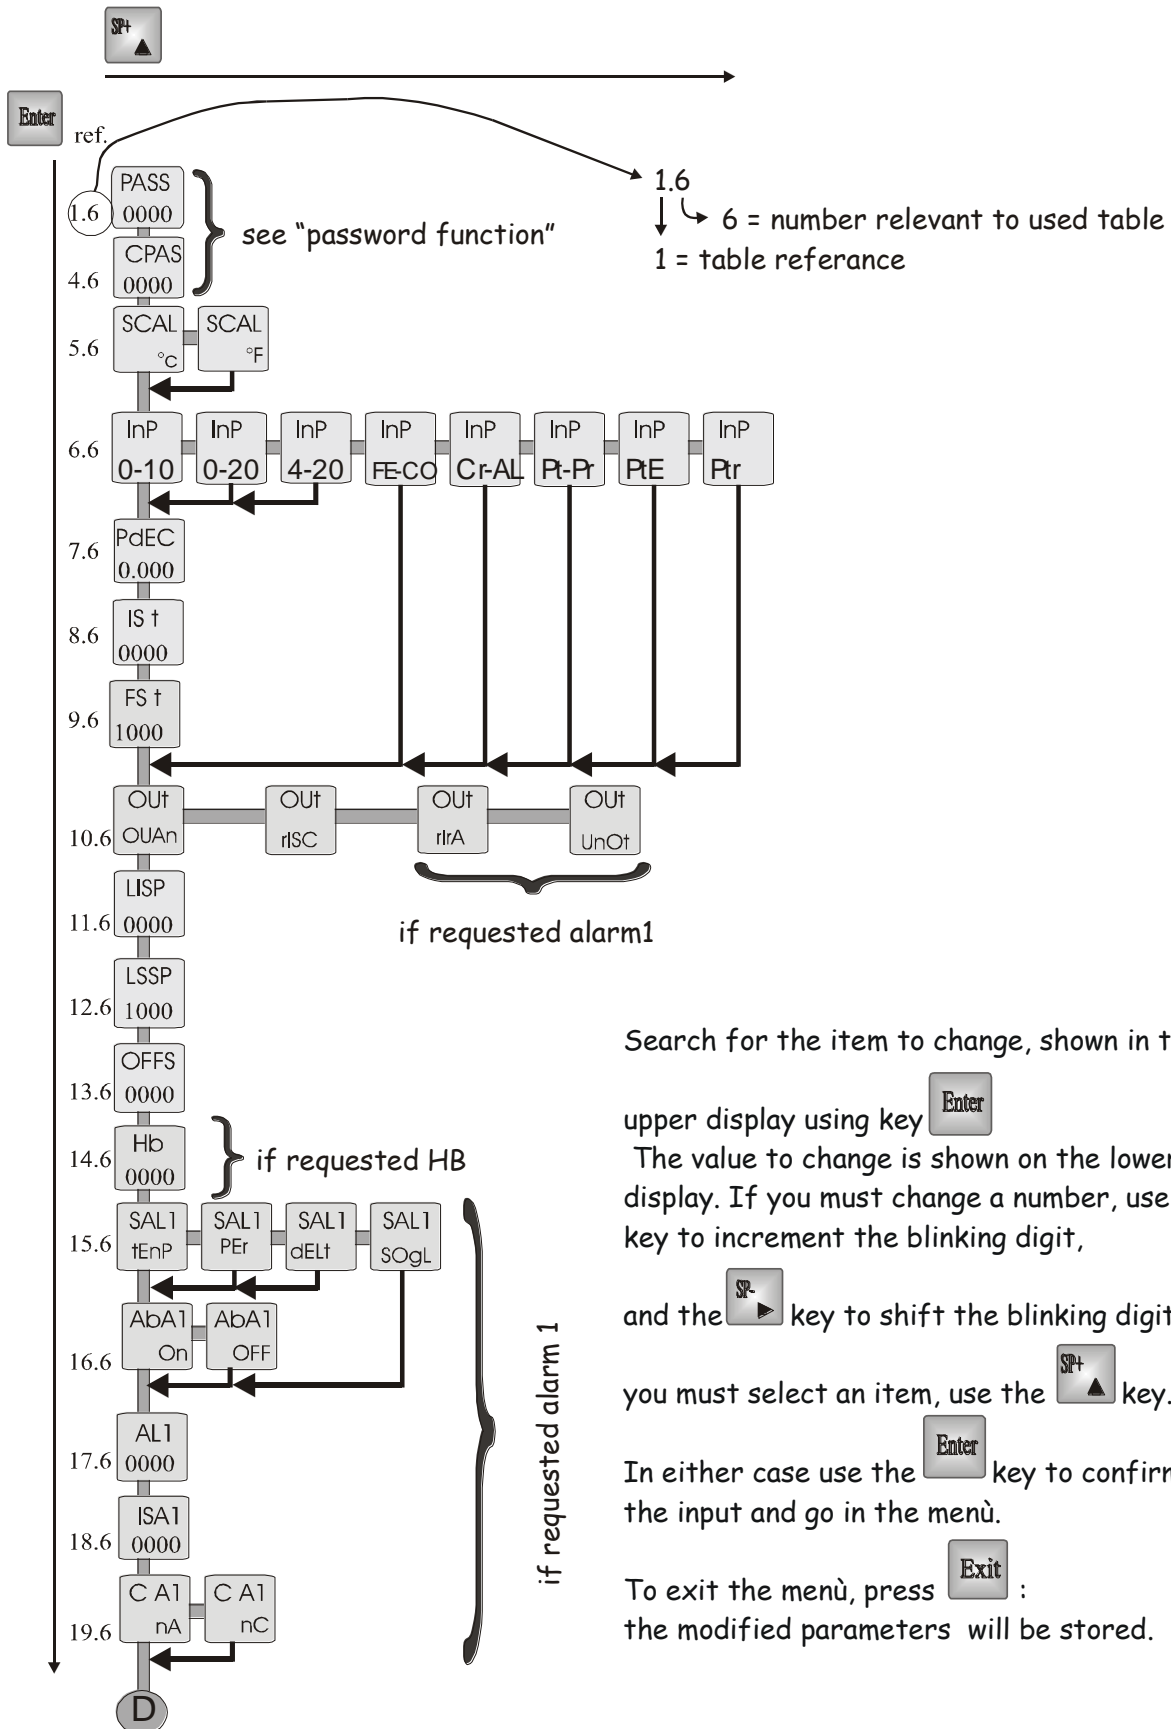 SP+
Enter
ref.
1.6
6 = number relevant to used table
1 = table referance
1.6 PASS 0000
see “password function”
4.6 CPAS 0000
5.6 SCAL °c SCAL °F
6.6 InP 0-10 InP 0-20 InP 4-20 InP FE-CO InP Cr-AL InP Pt-Pr InP PtE InP Ptr
7.6 PdEC 0.000
8.6 IS t 0000
9.6 FS t 1000
10.6 OUt OUAn OUt rISC OUt rIrA OUt UnOt
if requested alarm1
11.6 LISP 0000
12.6 LSSP 1000
13.6 OFFS 0000
14.6 Hb 0000
if requested HB
15.6 SAL1 tEnP SAL1 PEr SAL1 dELt SAL1 SOgL
16.6 AbA1 On AbA1 OFF
17.6 AL1 0000
18.6 ISA1 0000
19.6 C A1 nA C A1 nC
D
if requested alarm 1
Search for the item to change, shown in t
upper display using key Enter
The value to change is shown on the lower
display. If you must change a number, use
key to increment the blinking digit,
and the SP- key to shift the blinking digit
you must select an item, use the SP+ key.
In either case use the Enter key to confirm
the input and go in the menù.
To exit the menù, press Exit :
the modified parameters will be stored.